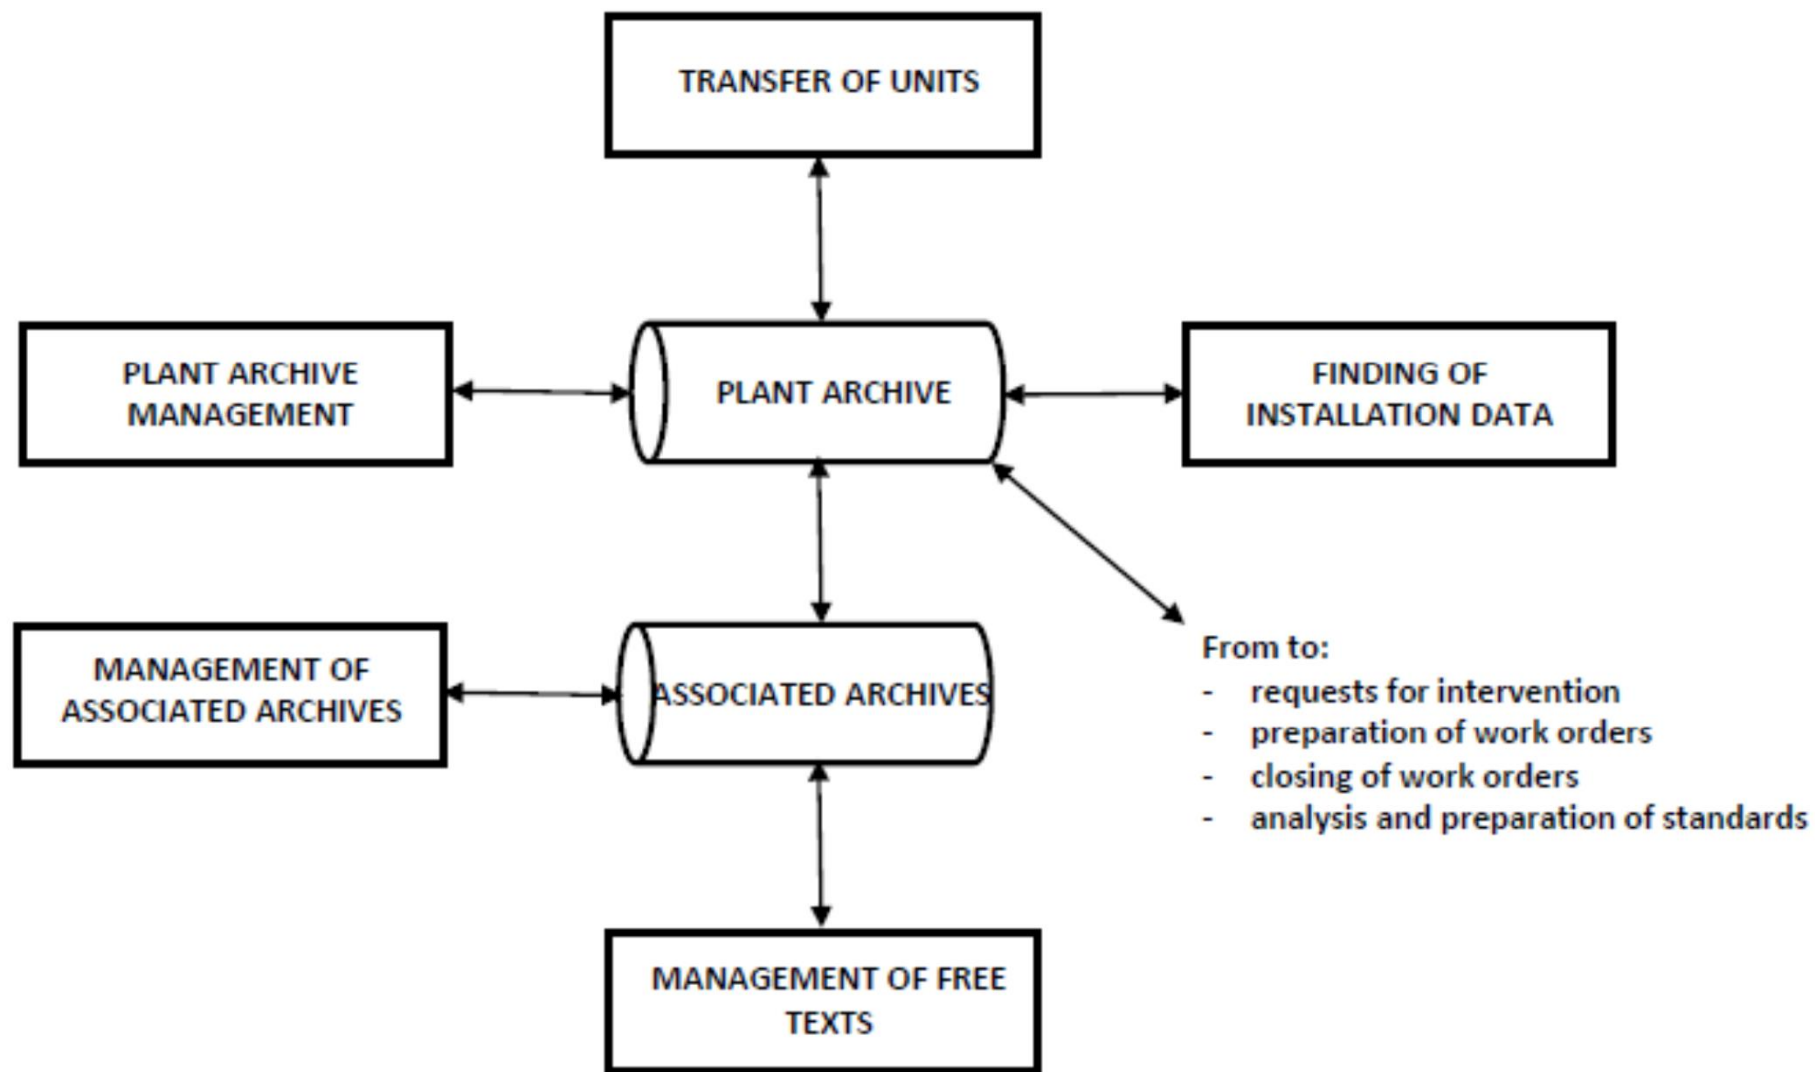 TRANSFER OF UNITS
PLANT ARCHIVE
MANAGEMENT
PLANT ARCHIVE
FINDING OF
INSTALLATION DATA
MANAGEMENT OF
ASSOCIATED ARCHIVES
ASSOCIATED ARCHIVES
From to:
- requests for intervention
- preparation of work orders
- closing of work orders
- analysis and preparation of standards
MANAGEMENT OF FREE
TEXTS